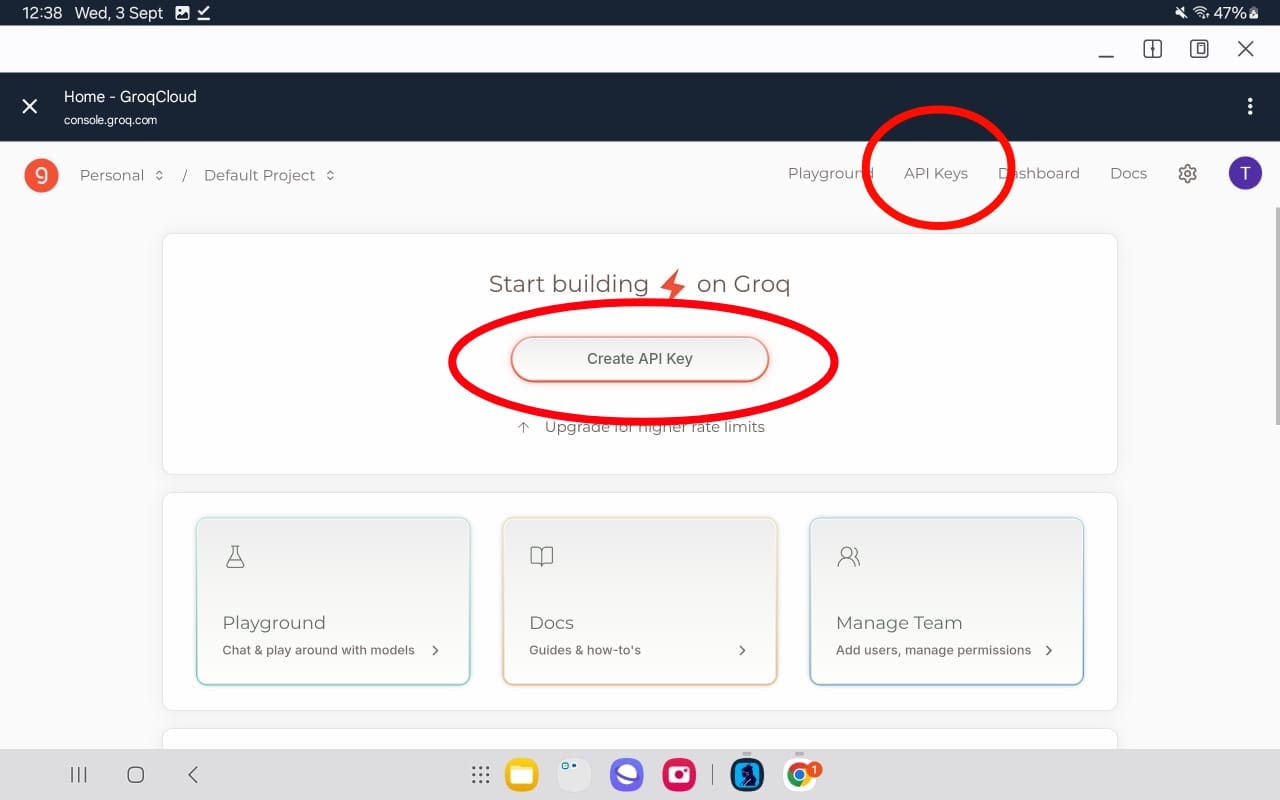 12:38 Wed, 3 Sept
47%
Home - GroqCloud
console.groq.com
g Personal / Default Project
Playground API Keys Dashboard Docs T
Start building on Groq
Create API Key
Upgrade for higher rate limits
Playground
Chat & play around with models
Docs
Guides & how-to's
Manage Team
Add users, manage permissions
1